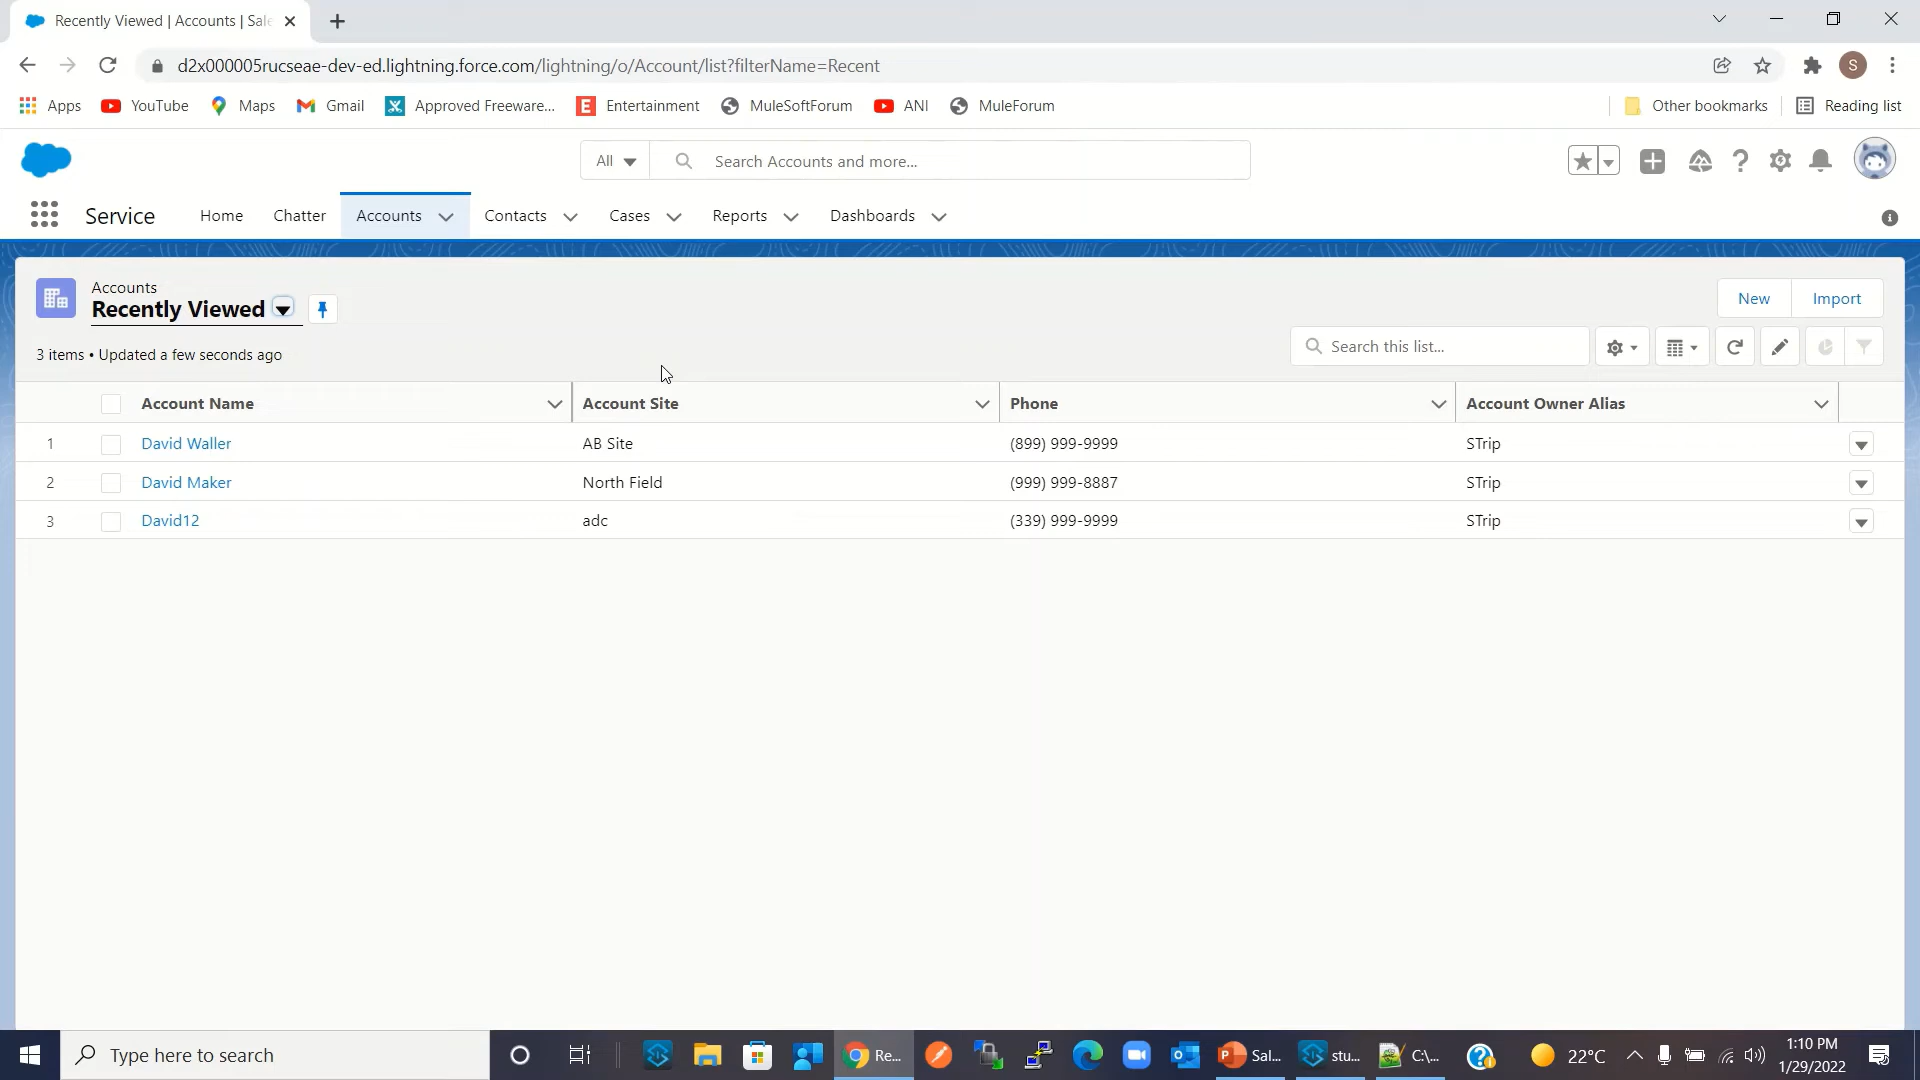 Recently Viewed | Accounts | Sale
d2x000005rucseae-dev-ed.lightning.force.com/lightning/o/Account/list?filterName=Recent
S
Apps YouTube Maps Gmail Approved Freeware... Entertainment MuleSoftForum ANI MuleForum Other bookmarks Reading list
All Search Accounts and more...
Service Home Chatter Accounts Contacts Cases Reports Dashboards
Accounts
Recently Viewed
New Import
3 items • Updated a few seconds ago
Search this list...
Account Name Account Site Phone Account Owner Alias
1 David Waller AB Site (899) 999-9999 STrip
2 David Maker North Field (999) 999-8887 STrip
3 David12 adc (339) 999-9999 STrip
Type here to search
Re...
Sal...
stu...
C:\...
22°C
1:10 PM
1/29/2022